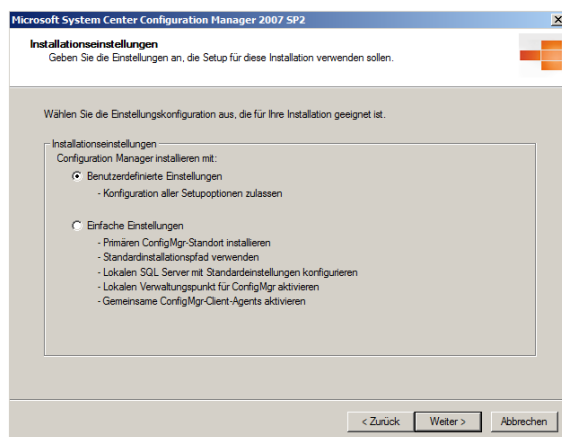 Microsoft System Center Configuration Manager 2007 SP2
Installationseinstellungen
Geben Sie die Einstellungen an, die Setup für diese Installation verwenden sollen.
Wählen Sie die Einstellungskonfiguration aus, die für Ihre Installation geeignet ist.
Installationseinstellungen
Configuration Manager installieren mit:
Benutzerdefinierte Einstellungen
- Konfiguration aller Setupoptionen zulassen
Einfache Einstellungen
- Primären ConfigMgr-Standort installieren
- Standardinstallationspfad verwenden
- Lokalen SQL Server mit Standardeinstellungen konfigurieren
- Lokalen Verwaltungspunkt für ConfigMgr aktivieren
- Gemeinsame ConfigMgr-Client-Agents aktivieren
< Zurück Weiter > Abbrechen